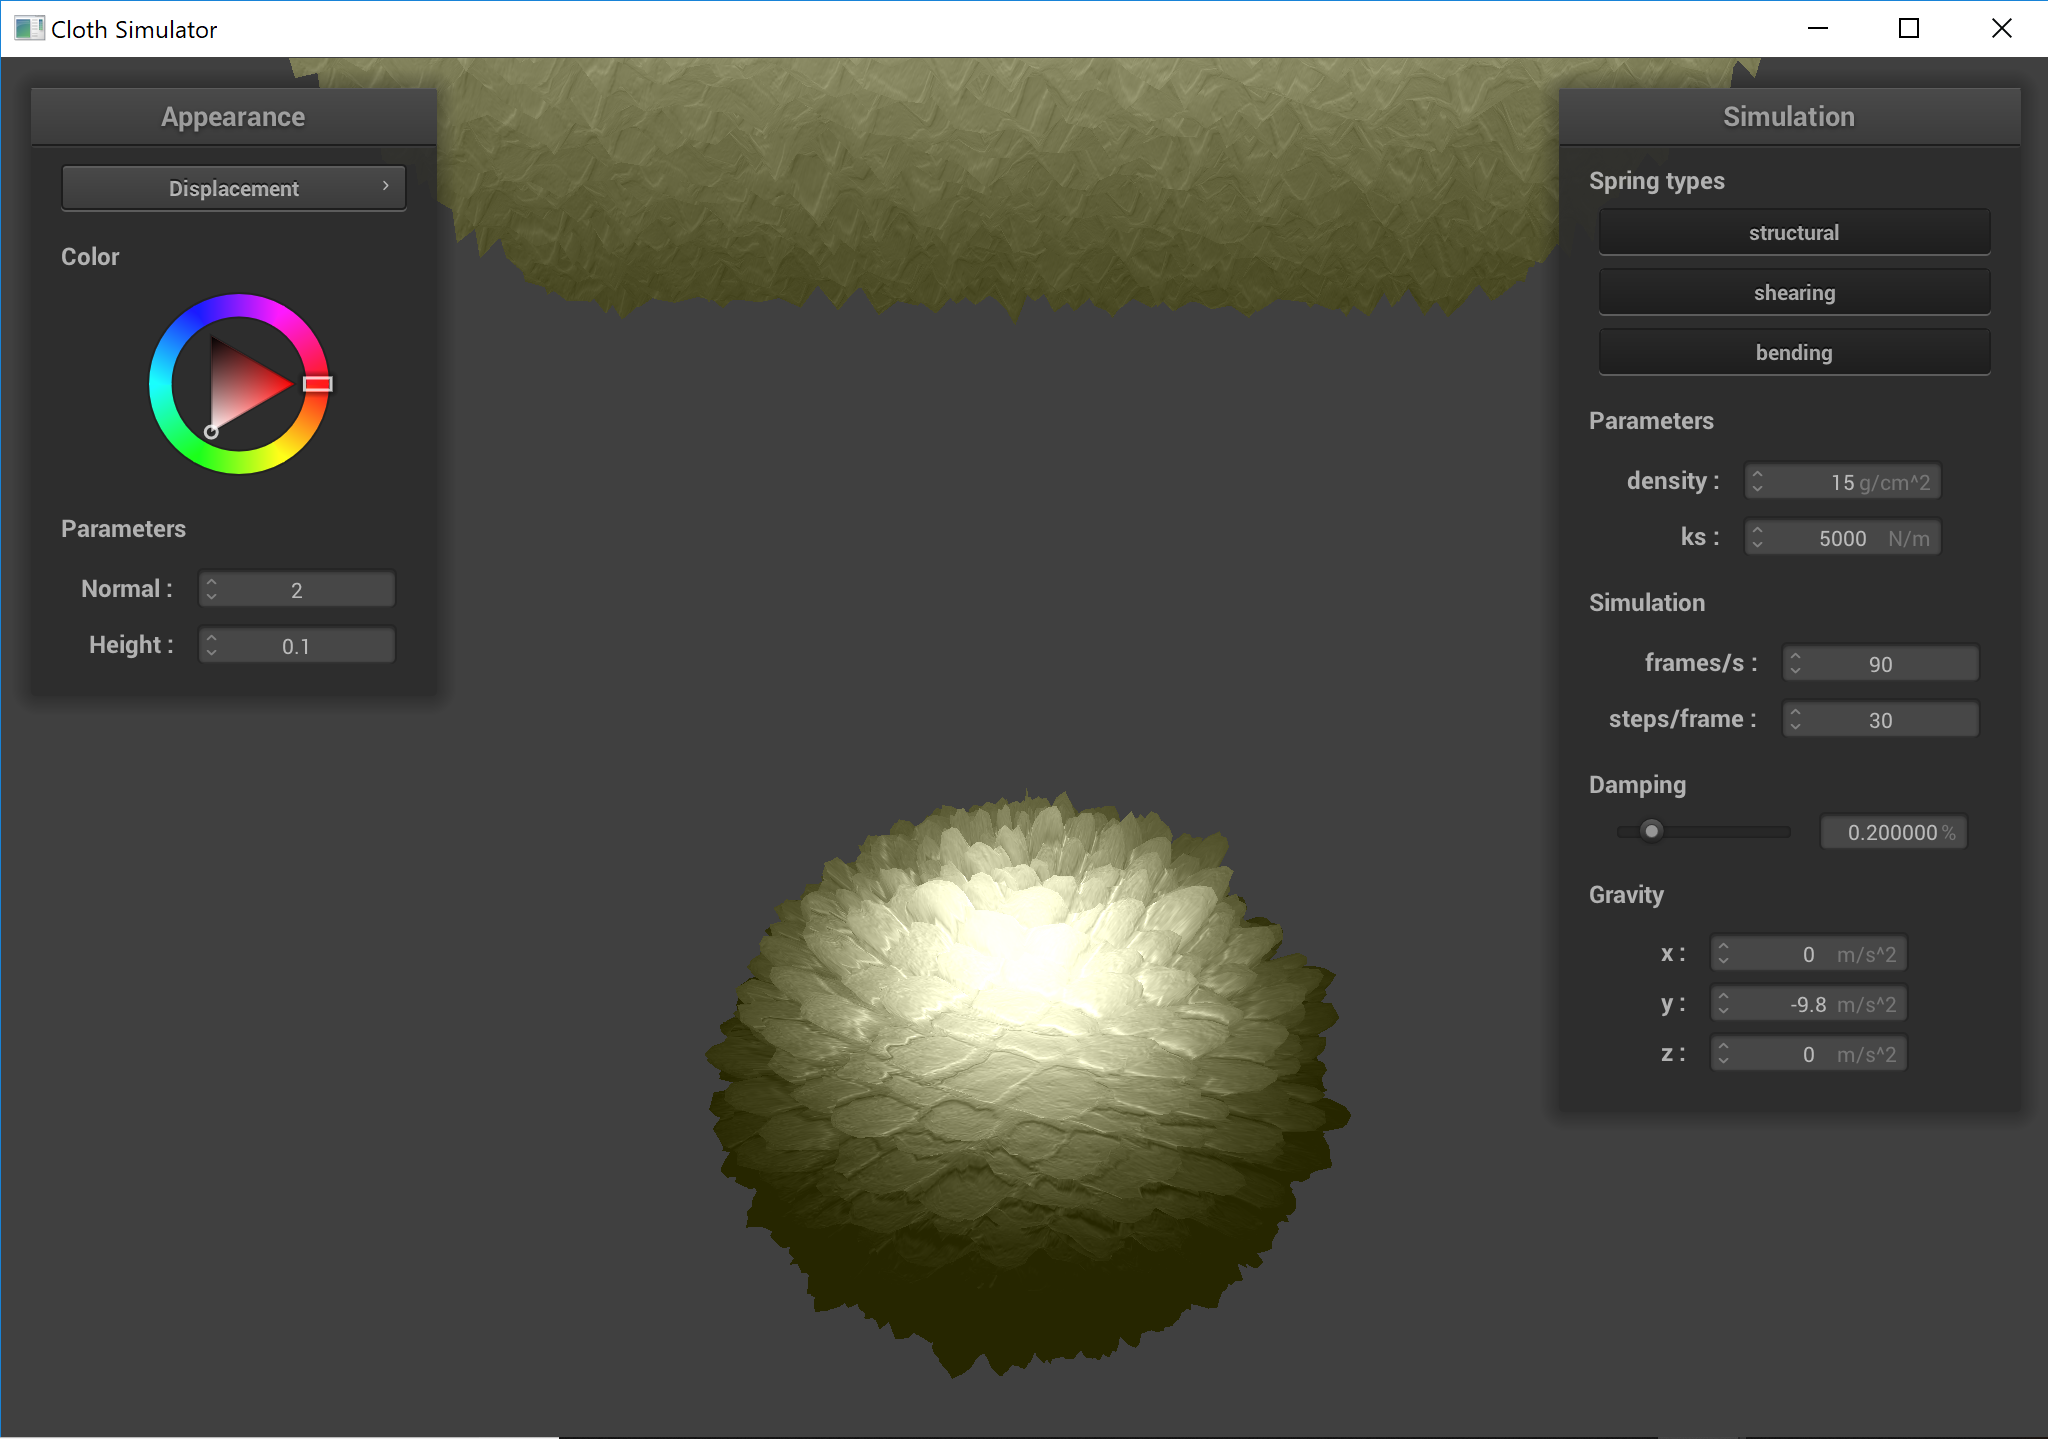 Cloth Simulator
Appearance
Displacement
Color
Parameters
Normal : 2
Height : 0.1
Simulation
Spring types
structural
shearing
bending
Parameters
density : 15 g/cm^2
ks : 5000 N/m
Simulation
frames/s : 90
steps/frame : 30
Damping
0.200000 %
Gravity
x : 0 m/s^2
y : -9.8 m/s^2
z : 0 m/s^2